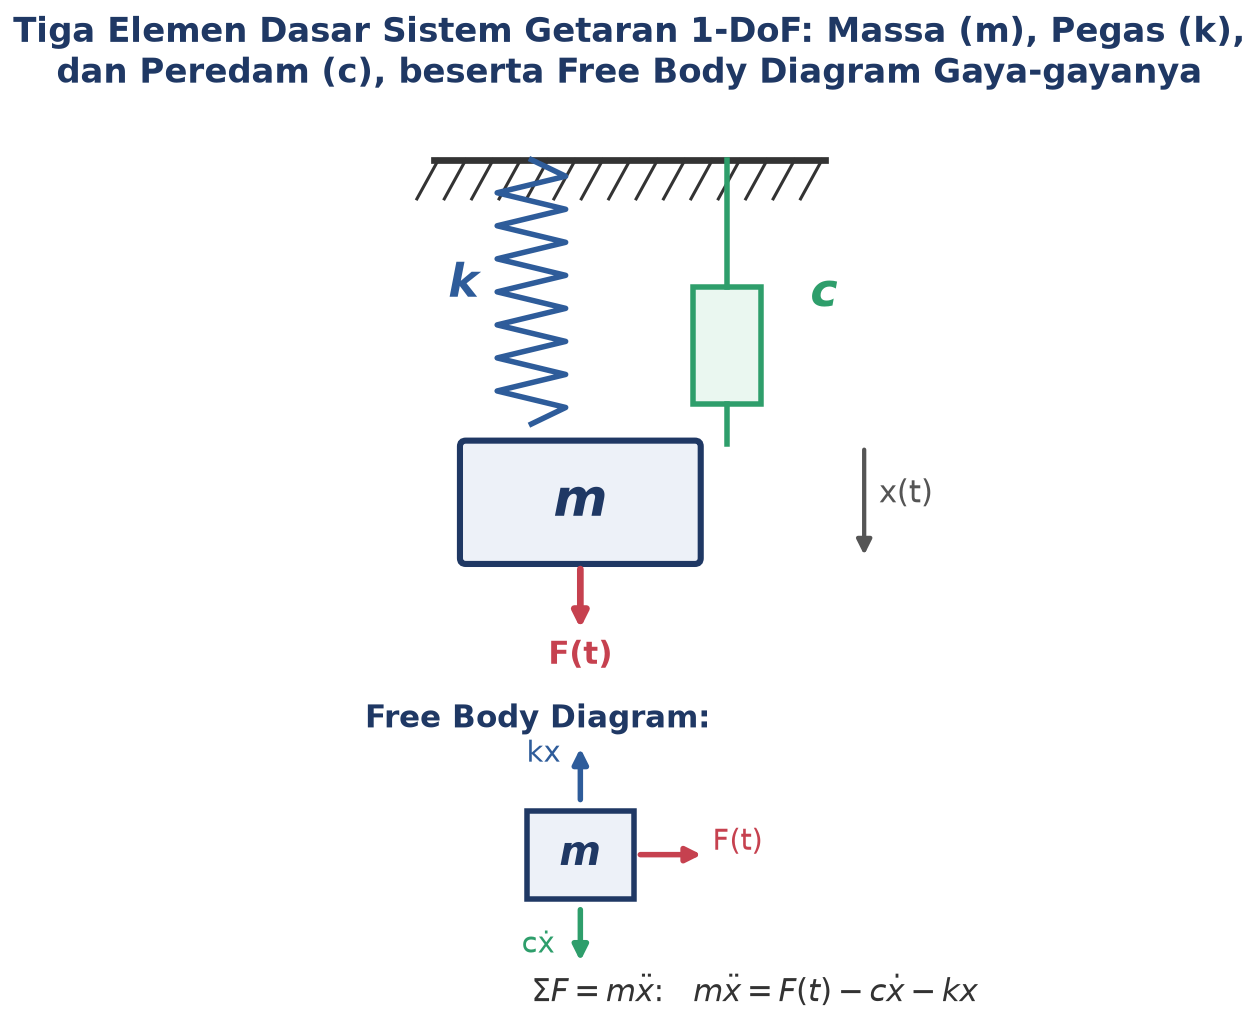 Tiga Elemen Dasar Sistem Getaran 1-DoF: Massa (m), Pegas (k),
dan Peredam (c), beserta Free Body Diagram Gaya-gayanya
k
c
m
x(t)
F(t)
Free Body Diagram:
kx
m
F(t)
cẋ
ΣF = mẍ: mẍ = F(t) − cẋ − kx